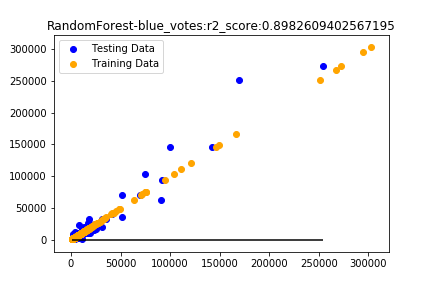 RandomForest-blue_votes:r2_score:0.8982609402567195
Testing Data
Training Data
300000
250000
200000
150000
100000
50000
0
0 50000 100000 150000 200000 250000 300000